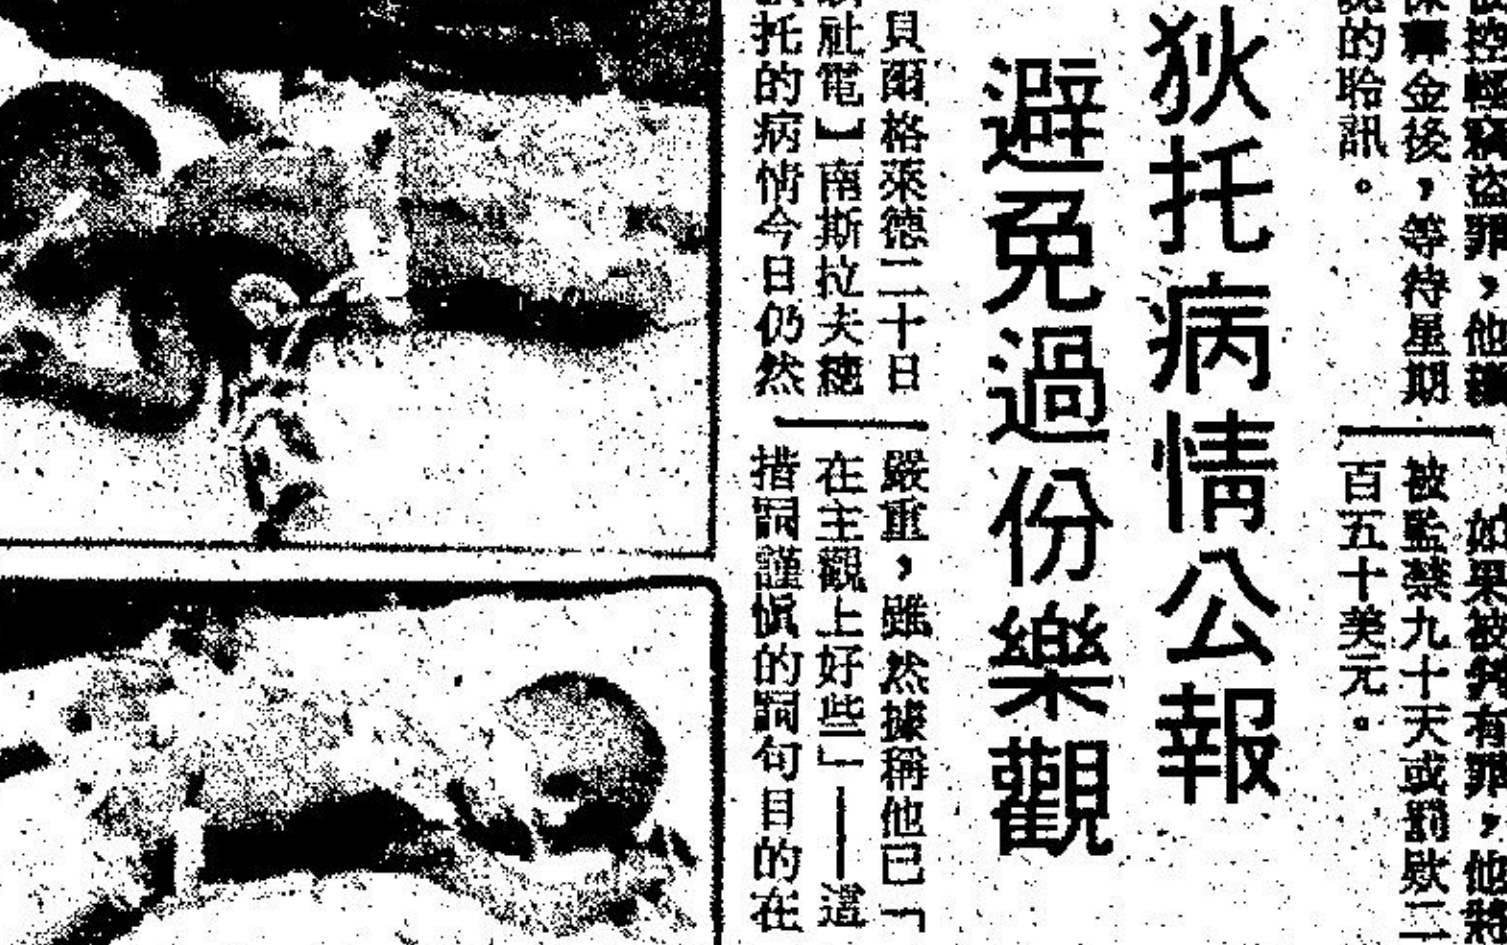 控輕竊盜罪，他
保釋金後，等待星期
的聆訊。
如果被判有罪，他將
被監禁九十天或罰款二
百五十美元。
狄托病情公報
避免過份樂觀
貝爾格萊德二十日
社電】南斯拉夫總
托的病情今日仍然
嚴重，雖然據稱他已「
在主觀上好些」——這
措詞謹慎的詞句目的在